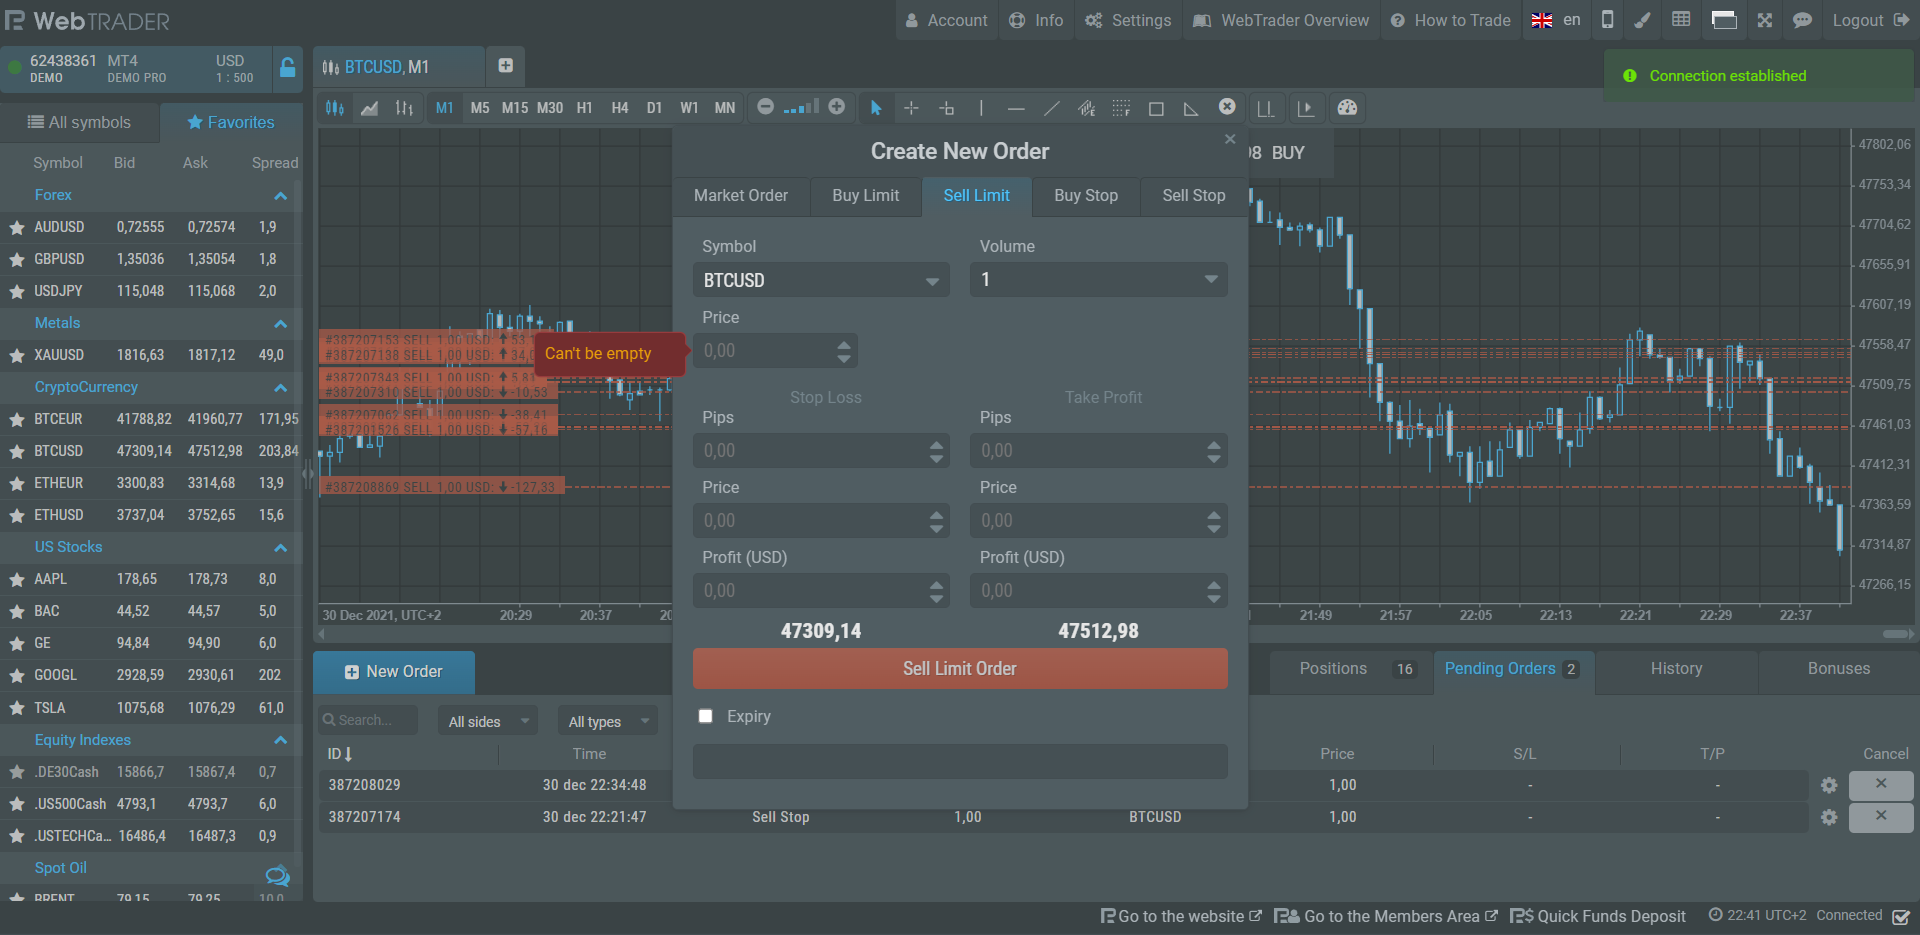 WebTRADER
Account
Info
Settings
WebTrader Overview
How to Trade
en
Logout
62438361 MT4 USD
DEMO DEMO PRO 1 : 500
BTCUSD, M1
Connection established
M1 M5 M15 M30 H1 H4 D1 W1 MN
All symbols
Favorites
Symbol Bid Ask Spread
Forex
AUDUSD 0,72555 0,72574 1,9
GBPUSD 1,35036 1,35054 1,8
USDJPY 115,048 115,068 2,0
Metals
XAUUSD 1816,63 1817,12 49,0
CryptoCurrency
BTCEUR 41788,82 41960,77 171,95
BTCUSD 47309,14 47512,98 203,84
ETHEUR 3300,83 3314,68 13,9
ETHUSD 3737,04 3752,65 15,6
US Stocks
AAPL 178,65 178,73 8,0
BAC 44,52 44,57 5,0
GE 94,84 94,90 6,0
GOOGL 2928,59 2930,61 202
TSLA 1075,68 1076,29 61,0
Equity Indexes
.DE30Cash 15866,7 15867,4 0,7
.US500Cash 4793,1 4793,7 6,0
.USTECHCa... 16486,4 16487,3 0,9
Spot Oil
BRENT 79,15 79,25 10,0
#387207153 SELL 1,00 USD:
#387207138 SELL 1,00 USD:
#387207343 SELL 1,00 USD: 5,81
#387207310 SELL 1,00 USD: -10,53
#387207062 SELL 1,00 USD: -38,41
#387201526 SELL 1,00 USD: -57,16
#387208869 SELL 1,00 USD: -127,33
Can't be empty
Create New Order
98 BUY
Market Order
Buy Limit
Sell Limit
Buy Stop
Sell Stop
Symbol Volume
BTCUSD 1
Price
0,00
Stop Loss Take Profit
Pips Pips
0,00 0,00
Price Price
0,00 0,00
Profit (USD) Profit (USD)
0,00 0,00
47309,14 47512,98
Sell Limit Order
Expiry
47802,06
47753,34
47704,62
47655,91
47607,19
47558,47
47509,75
47461,03
47412,31
47363,59
47314,87
47266,15
30 Dec 2021, UTC+2 20:29 20:37 21:49 21:57 22:05 22:13 22:21 22:29 22:37
New Order
Positions 16
Pending Orders 2
History
Bonuses
Search...
All sides
All types
ID Time Price S/L T/P Cancel
387208029 30 dec 22:34:48 1,00 - -
387207174 30 dec 22:21:47 Sell Stop 1,00 BTCUSD 1,00 - -
Go to the website
Go to the Members Area
Quick Funds Deposit
22:41 UTC+2 Connected